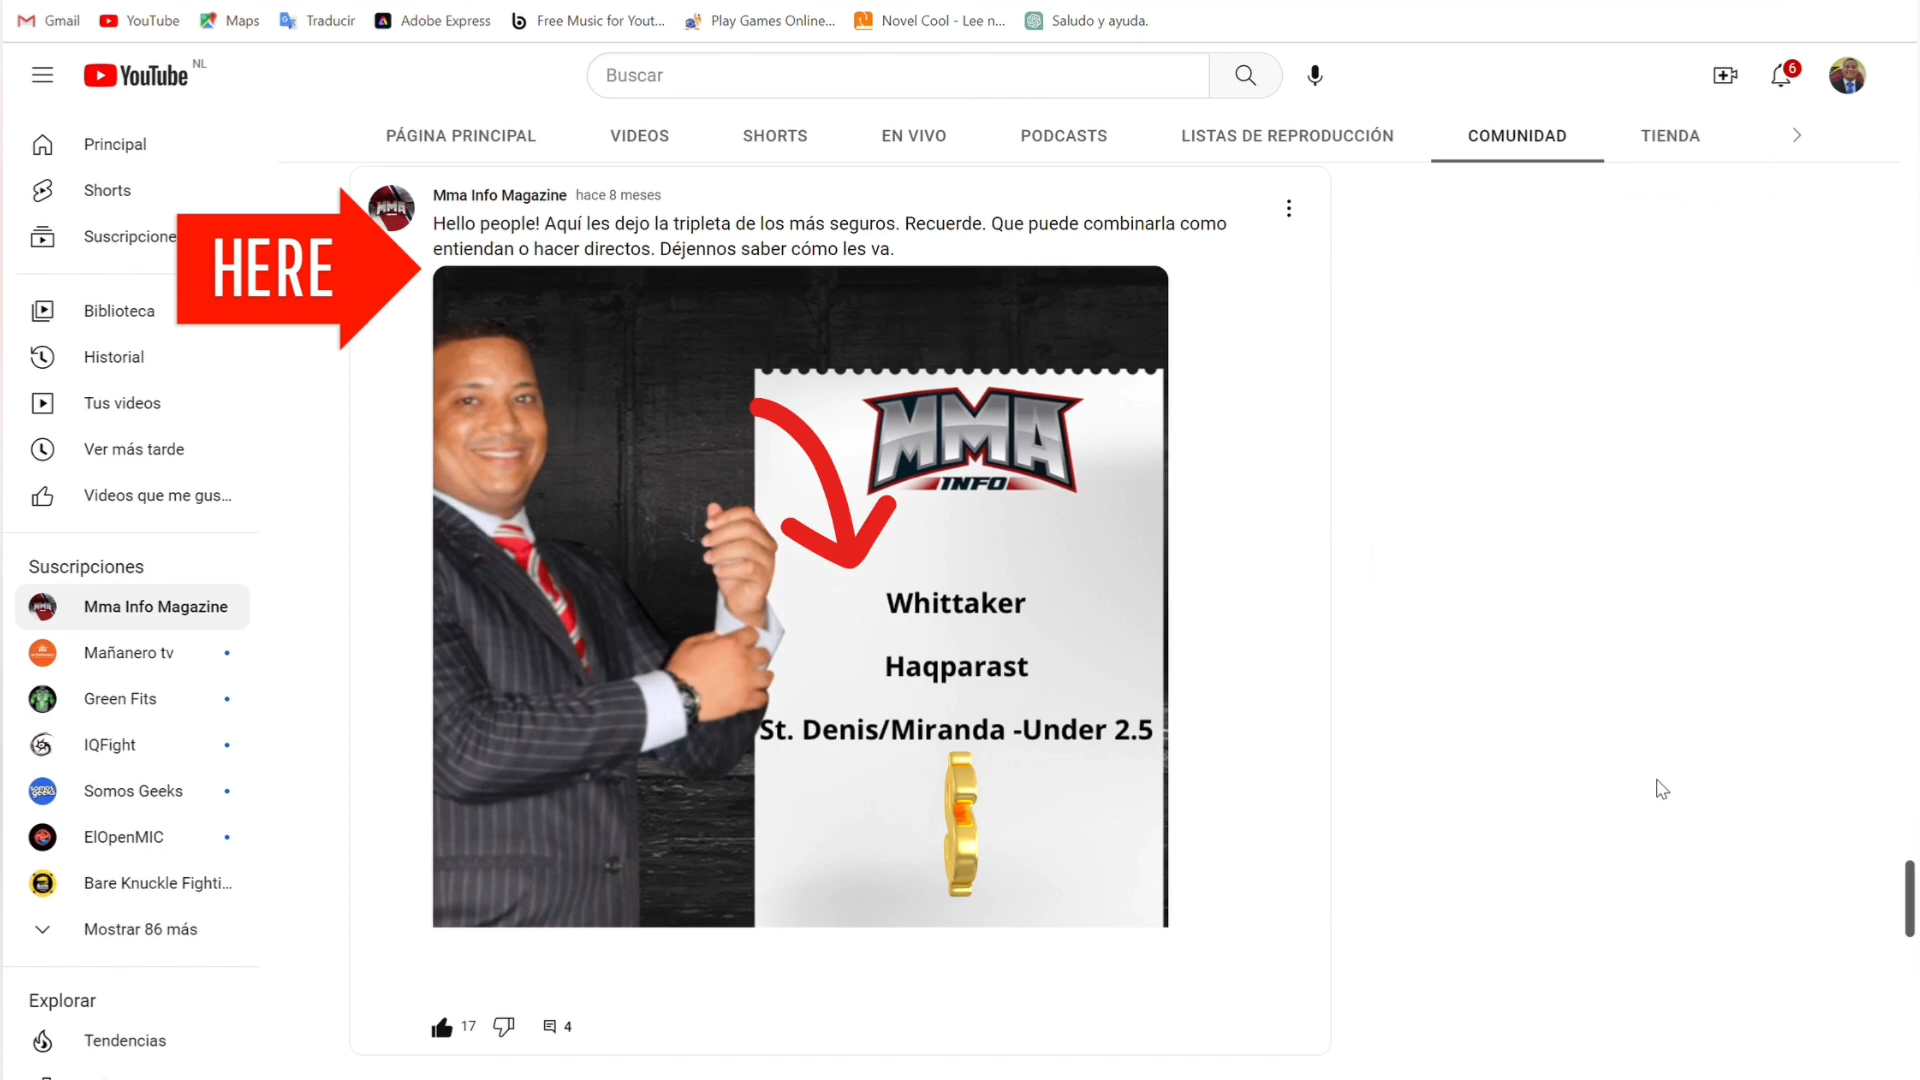 Gmail
YouTube
Maps
Traducir
Adobe Express
Free Music for Yout...
Play Games Online...
Novel Cool - Lee n...
Saludo y ayuda.
YouTube NL
Buscar
6
PÁGINA PRINCIPAL
VIDEOS
SHORTS
EN VIVO
PODCASTS
LISTAS DE REPRODUCCIÓN
COMUNIDAD
TIENDA
Principal
Shorts
Suscripcione
Biblioteca
Historial
Tus videos
Ver más tarde
Videos que me gus...
Suscripciones
Mma Info Magazine
Mañanero tv
Green Fits
IQFight
Somos Geeks
ElOpenMIC
Bare Knuckle Fighti...
Mostrar 86 más
Explorar
Tendencias
HERE
MMA
Mma Info Magazine hace 8 meses
Hello people! Aquí les dejo la tripleta de los más seguros. Recuerde. Que puede combinarla como
entiendan o hacer directos. Déjennos saber cómo les va.
MMA
INFO
Whittaker
Haqparast
St. Denis/Miranda -Under 2.5
17
4